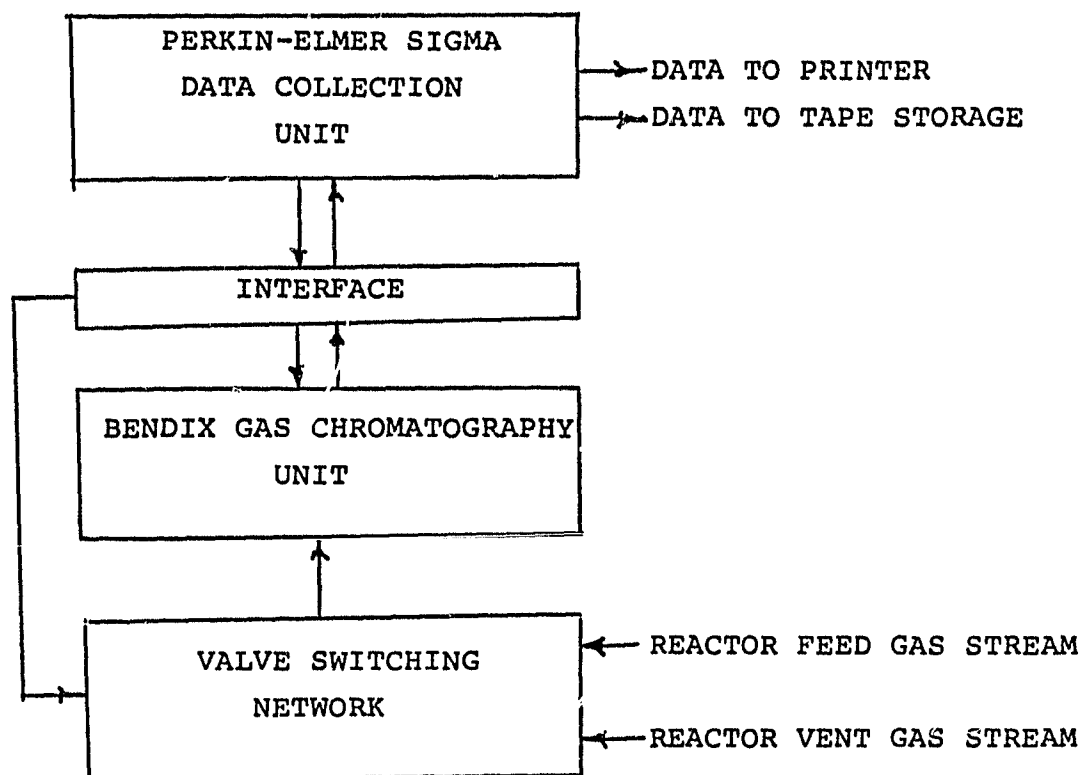 PERKIN-ELMER SIGMA
DATA COLLECTION
UNIT
DATA TO PRINTER
DATA TO TAPE STORAGE
INTERFACE
BENDIX GAS CHROMATOGRAPHY
UNIT
VALVE SWITCHING
NETWORK
REACTOR FEED GAS STREAM
REACTOR VENT GAS STREAM